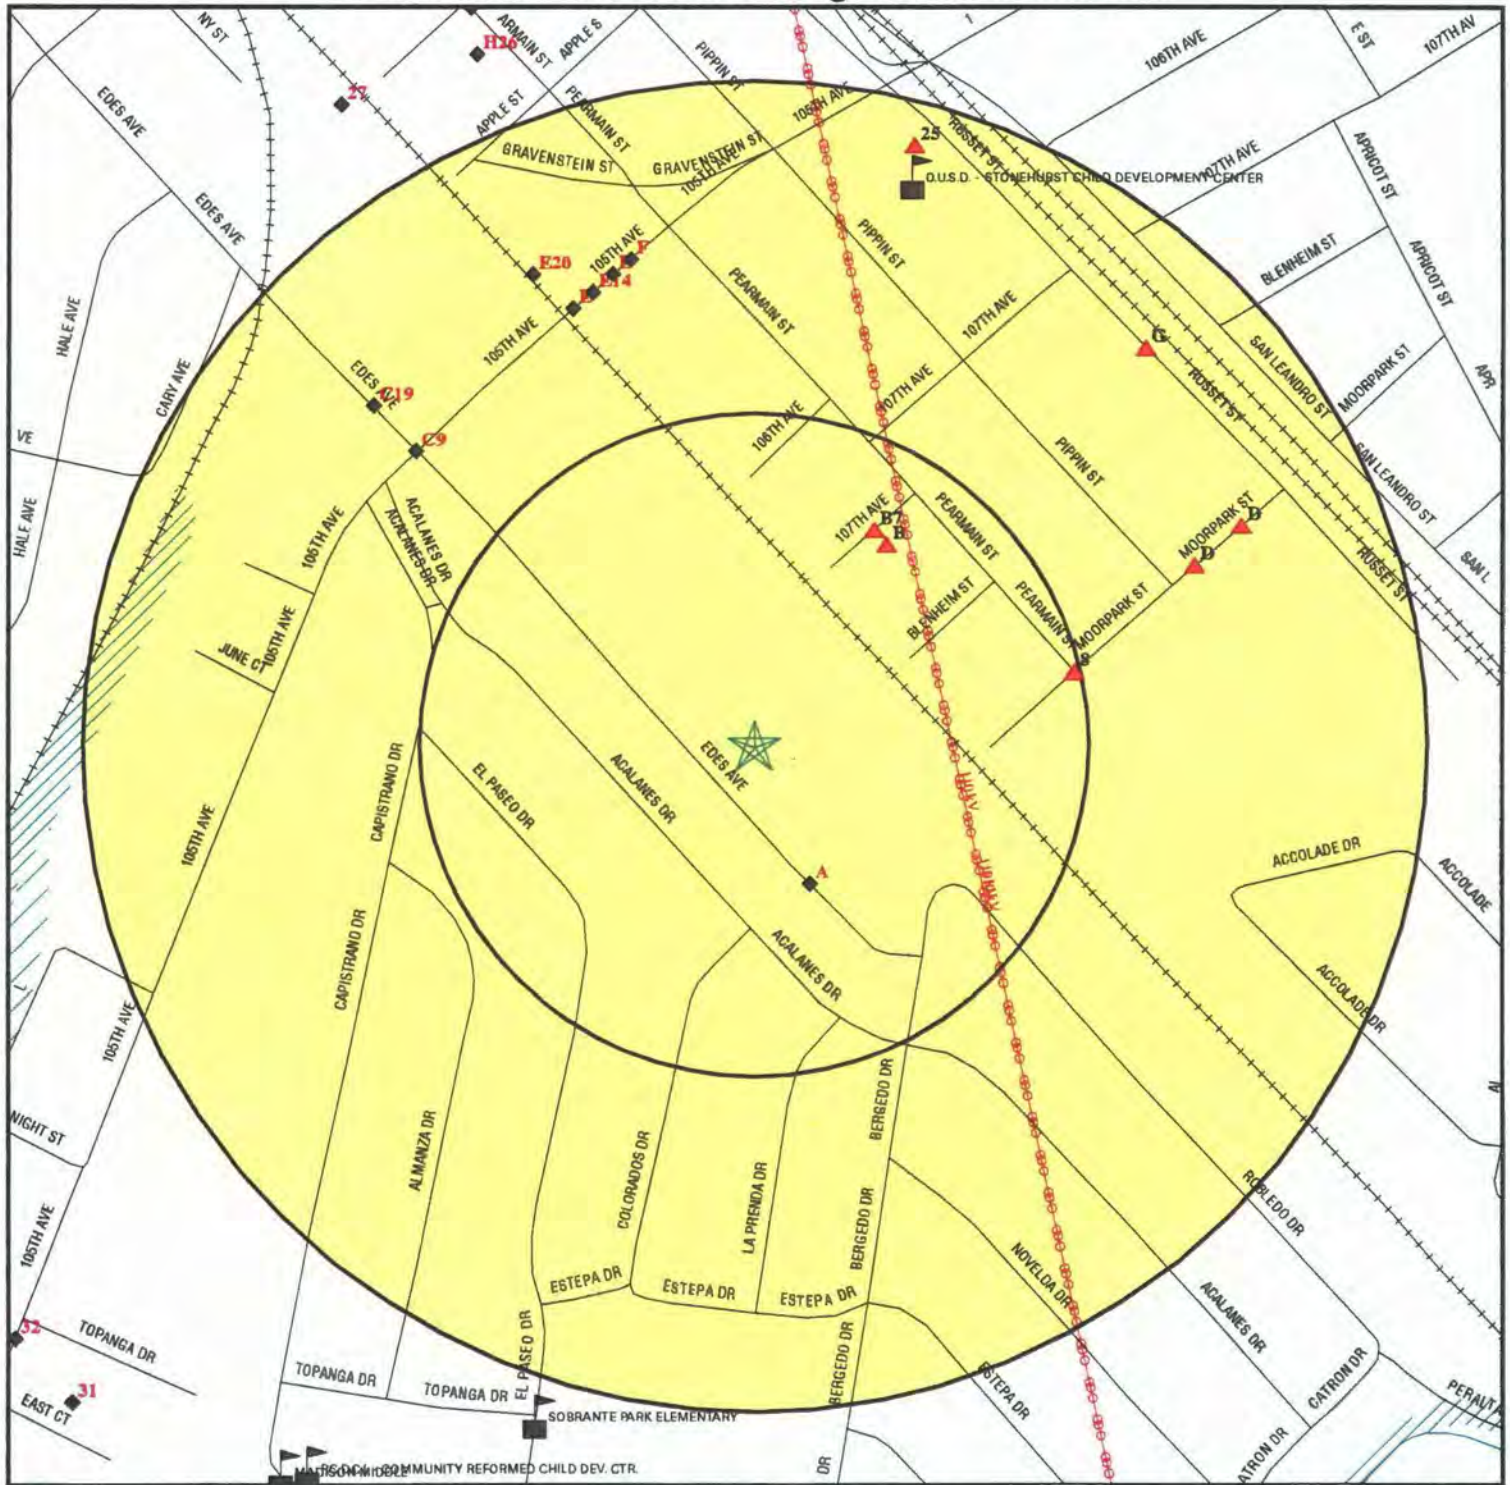 NY ST
ARMAIN ST
APPLE S
H26
PIPPIN ST
106TH AVE
E ST
107TH AV
EDES AVE
27
APPLE ST
PEARMAIN ST
105TH AVE
25
RUSSET ST
GRAVENSTEIN ST
GRAVENSTEIN ST
105TH AVE
O.U.S.D. - STONEHURST CHILD DEVELOPMENT CENTER
107TH AVE
APRICOT ST
EDES AVE
E20
105TH AVE
E
F
E14
E
PIPPIN ST
BLENHEIM ST
APRICOT ST
HALE AVE
PEARMAIN ST
107TH AVE
105TH AVE
G
SAN LEANDRO ST
MOORPARK ST
APR
CARY AVE
EDES AVE
C19
107TH AVE
RUSSET ST
VE
C9
106TH AVE
PIPPIN ST
SAN LEANDRO ST
HALE AVE
105TH AVE
ACALANES DR
ACALANES DR
107TH AVE
B7
B
PEARMAIN ST
MOORPARK ST
D
D
RUSSET ST
SAN L
JUNE CT
105TH AVE
BLENHEIM ST
PEARMAIN ST
MOORPARK ST
8
CAPISTRANO DR
EL PASEO DR
ACALANES DR
EDES AVE
105TH AVE
A
ACCOLADE DR
ACCOLADE
CAPISTRANO DR
ACALANES DR
ACCOLADE DR
105TH AVE
NIGHT ST
ALMANZA DR
COLORADOS DR
LA PRENDA DR
BERGEDO DR
BERGEDO DR
ROBLEDO DR
105TH AVE
NOVELDA DR
ESTEPA DR
ESTEPA DR
ESTEPA DR
ACALANES DR
32
TOPANGA DR
EL PASEO DR
BERGEDO DR
ESTEPA DR
CATRON DR
31
EAST CT
TOPANGA DR
TOPANGA DR
PERALT
SOBRANTE PARK ELEMENTARY
MADISON MIDDLE
COMMUNITY REFORMED CHILD DEV. CTR.
DR
ATRON DR